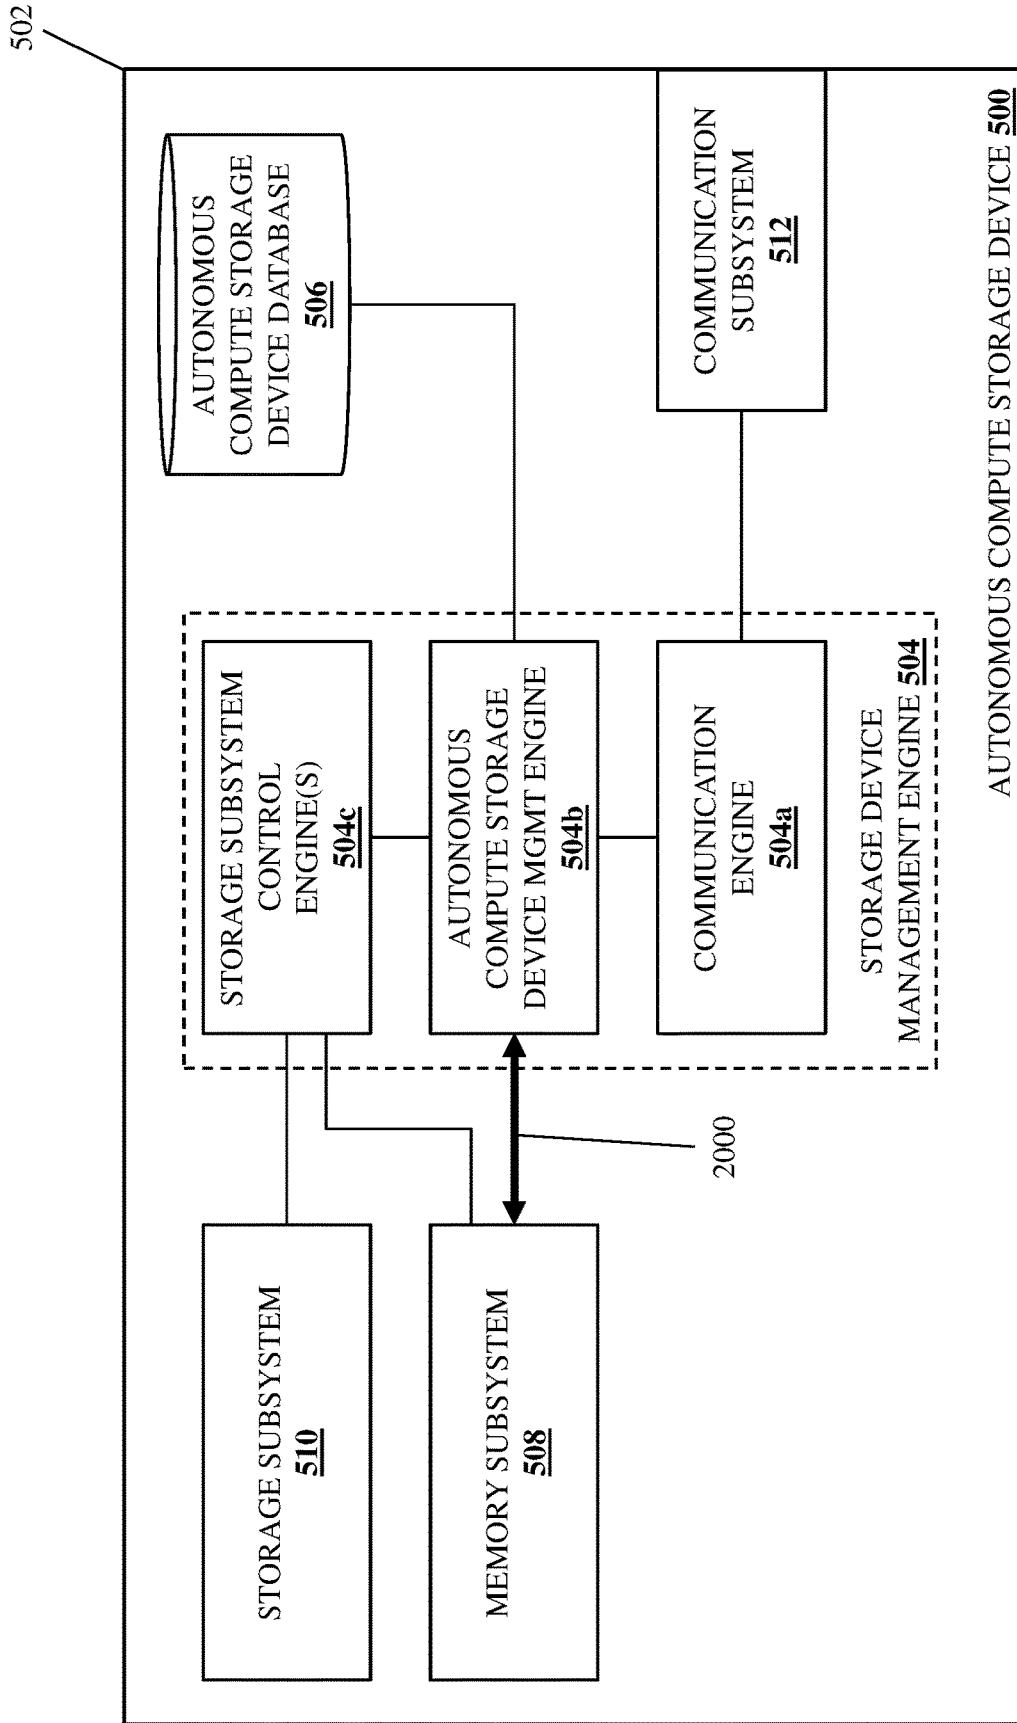 502
STORAGE SUBSYSTEM
510
STORAGE SUBSYSTEM
CONTROL
ENGINE(S)
504c
AUTONOMOUS
COMPUTE STORAGE
DEVICE DATABASE
506
MEMORY SUBSYSTEM
508
2000
AUTONOMOUS
COMPUTE STORAGE
DEVICE MGMT ENGINE
504b
COMMUNICATION
ENGINE
504a
COMMUNICATION
SUBSYSTEM
512
STORAGE DEVICE
MANAGEMENT ENGINE 504
AUTONOMOUS COMPUTE STORAGE DEVICE 500